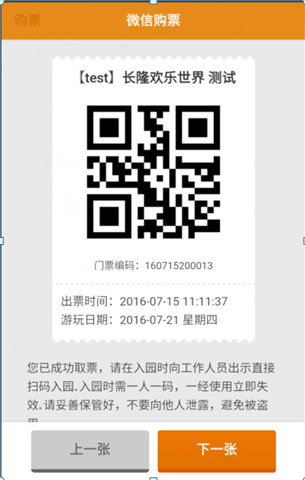 购票
微信购票
【test】长隆欢乐世界 测试
门票编码：160715200013
出票时间：2016-07-15 11:11:37
游玩日期：2016-07-21 星期四
您已成功取票，请在入园时向工作人员出示直接
扫码入园。入园时需一人一码，一经使用立即失
效。请妥善保管好，不要向他人泄露，避免被盗
上一张
下一张